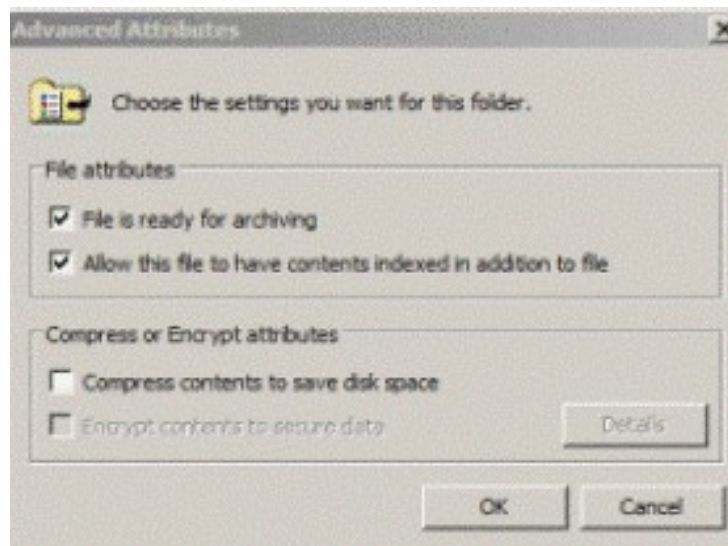 Advanced Attributes
Choose the settings you want for this folder.
File attributes
File is ready for archiving
Allow this file to have contents indexed in addition to file
Compress or Encrypt attributes
Compress contents to save disk space
Encrypt contents to secure data
Details
OK
Cancel